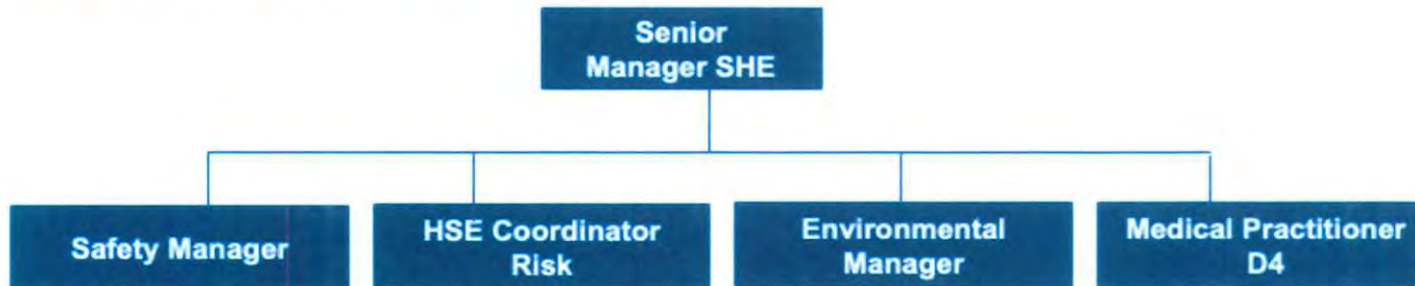 Senior
Manager SHE
Safety Manager
HSE Coordinator
Risk
Environmental
Manager
Medical Practitioner
D4